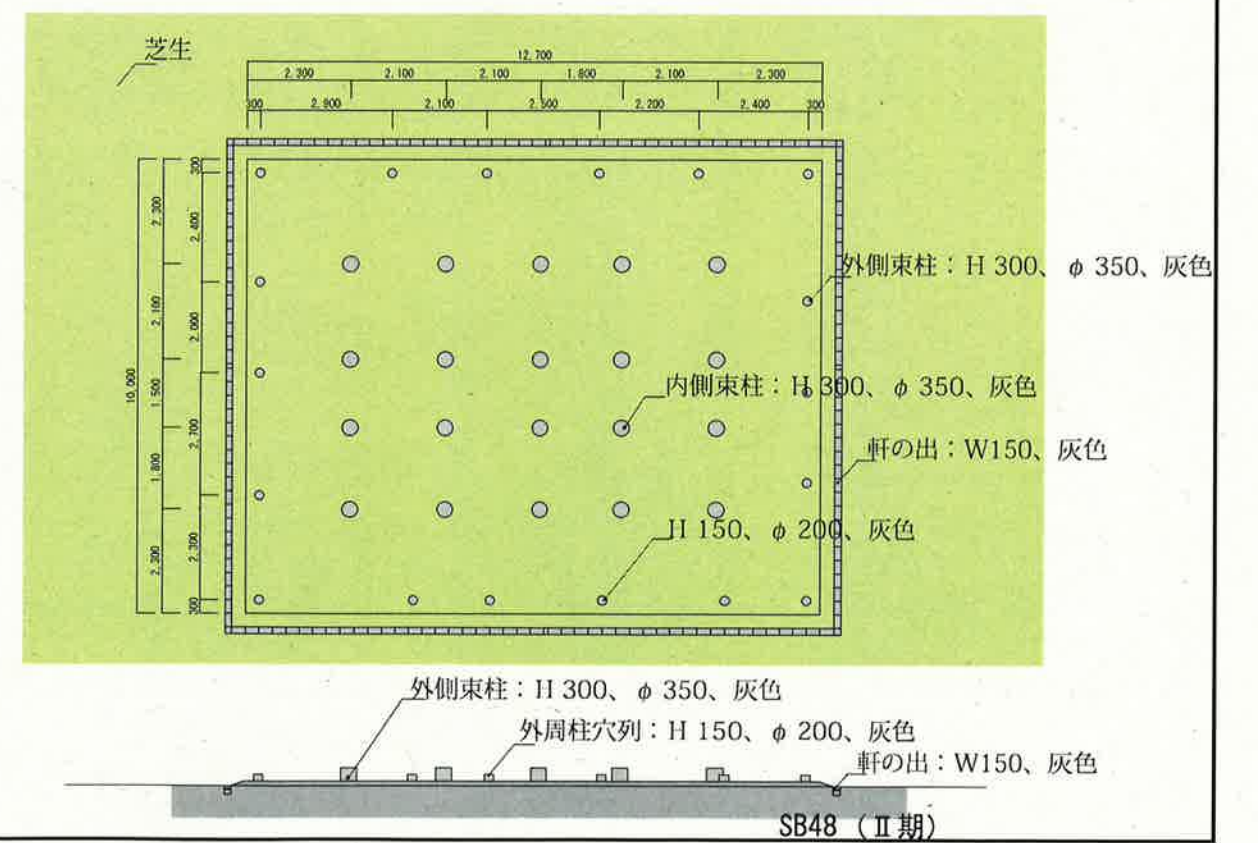 芝生
12,700
2,300 2,100 2,100 1,800 2,100 2,300
300 2,900 2,100 2,500 2,200 2,400 300
10,000
2,300 2,100 1,500 1,800 2,300
300 2,400 2,000 2,700 2,300 300
外側束柱：H 300、φ 350、灰色
内側束柱：H 300、φ 350、灰色
軒の出：W150、灰色
H 150、φ 200、灰色
外側束柱：H 300、φ 350、灰色
外周柱穴列：H 150、φ 200、灰色
軒の出：W150、灰色
SB48（Ⅱ期）